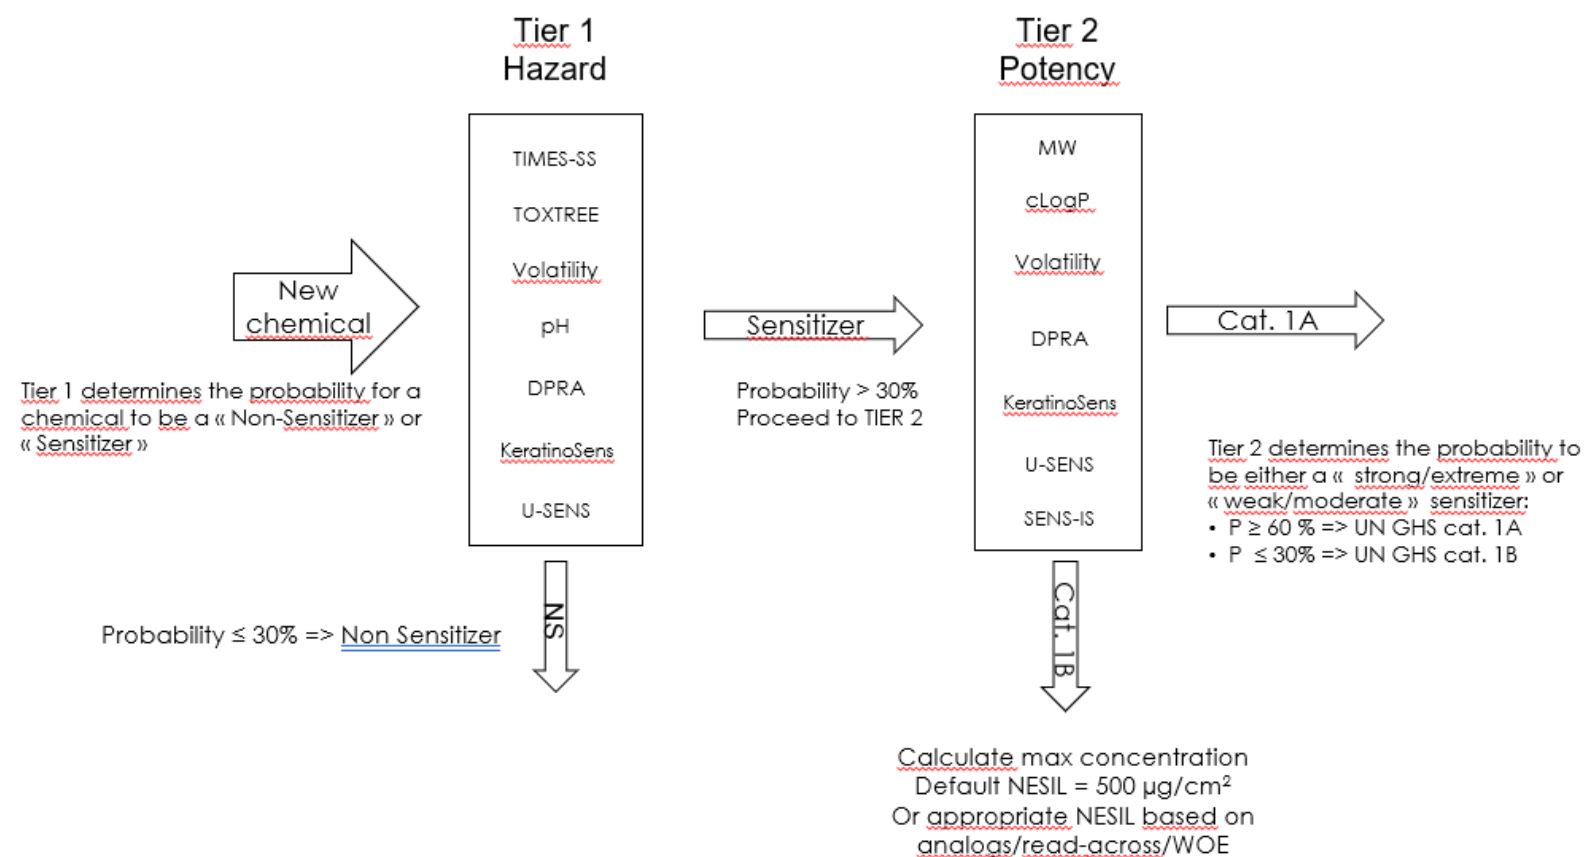 Tier 1
Hazard
Tier 2
Potency
TIMES-SS
TOXTREE
Volatility
pH
DPRA
KeratinoSens
U-SENS
MW
cLogP
Volatility
DPRA
KeratinoSens
U-SENS
SENS-IS
New
chemical
Tier 1 determines the probability for a
chemical to be a « Non-Sensitizer » or
« Sensitizer »
Sensitizer
Probability > 30%
Proceed to TIER 2
Cat. 1A
Tier 2 determines the probability to
be either a « strong/extreme » or
« weak/moderate » sensitizer:
• P ≥ 60 % => UN GHS cat. 1A
• P ≤ 30% => UN GHS cat. 1B
NS
Probability ≤ 30% => Non Sensitizer
Cat. 1B
Calculate max concentration
Default NESIL = 500 µg/cm²
Or appropriate NESIL based on
analogs/read-across/WOE